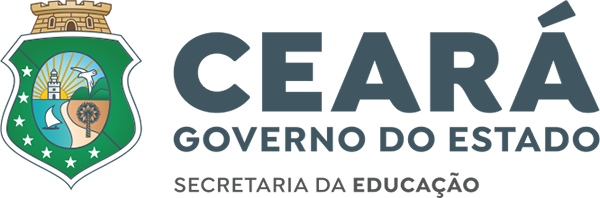 CEARÁ
GOVERNO DO ESTADO
SECRETARIA DA EDUCAÇÃO